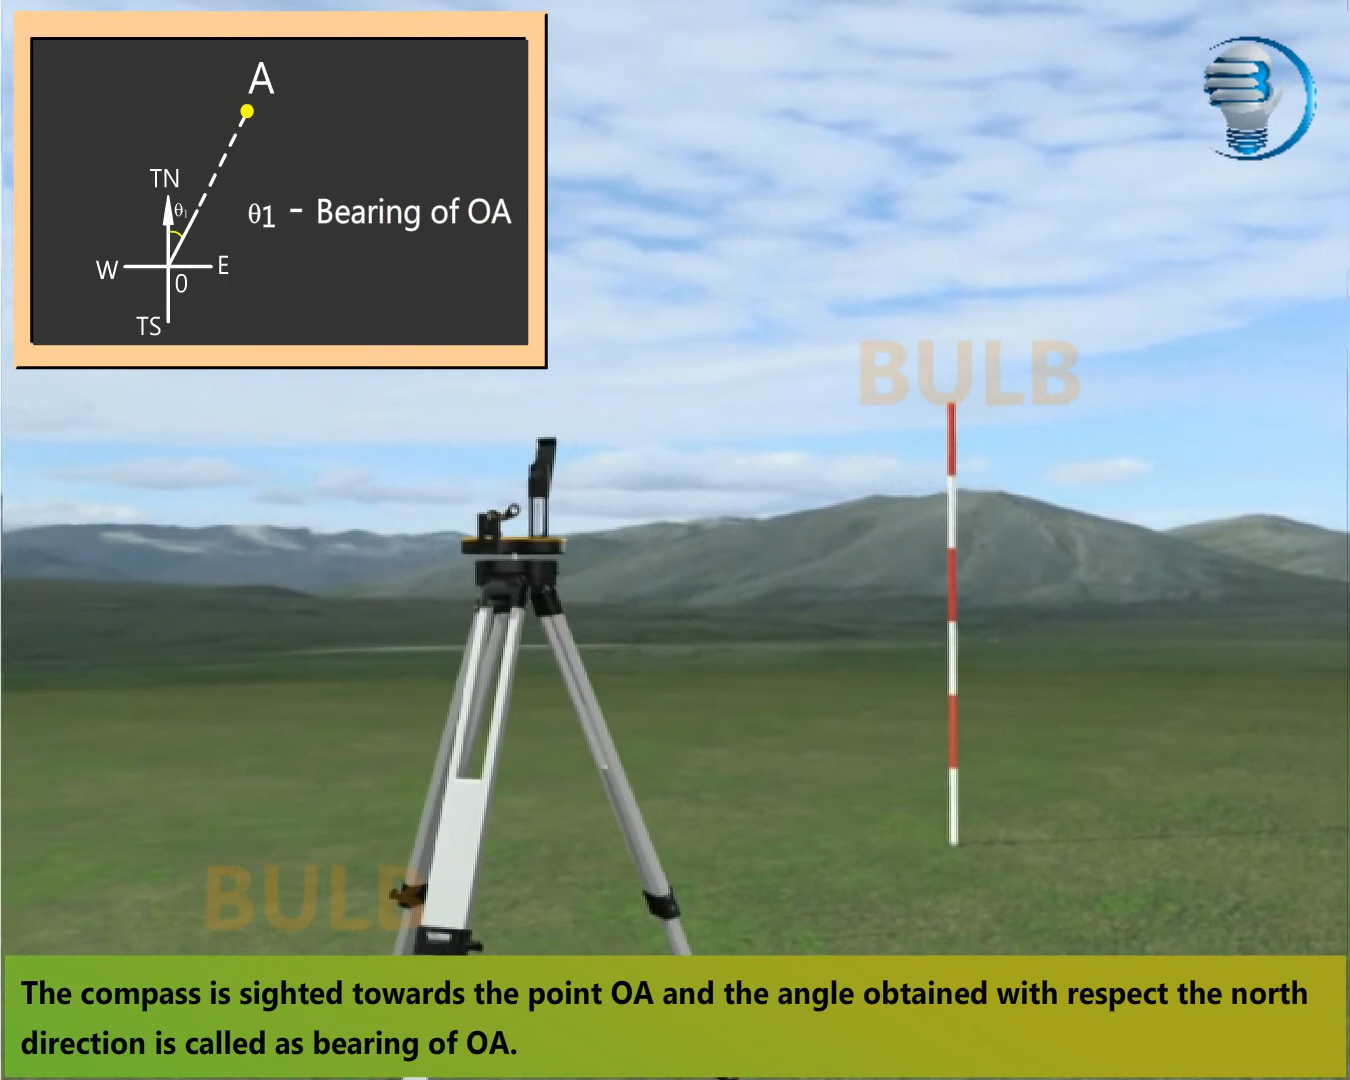 A
TN
θ1
θ1 - Bearing of OA
W
E
0
TS
B
BULB
BULB
The compass is sighted towards the point OA and the angle obtained with respect the north
direction is called as bearing of OA.